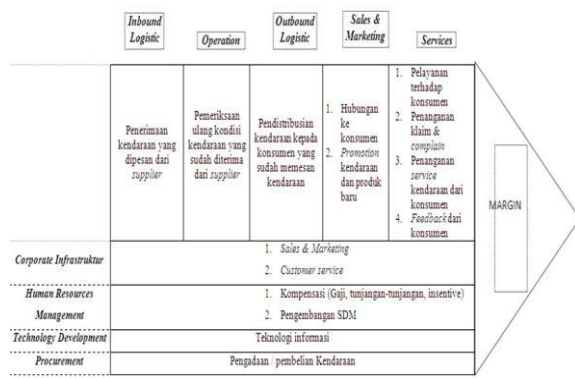 Inbound
Logistic
Operation
Outbound
Logistic
Sales &
Marketing
Services
Penerimaan
kendaraan yang
dipesan dari
supplier
Pemeriksaan
ulang kondisi
kendaraan yang
sudah diterima
dari supplier
Pendistribusian
kendaraan kepada
konsumen yang
sudah memesan
kendaraan
1. Hubungan
ke
konsumen
2. Promotion
kendaraan
dan produk
baru
1. Pelayanan
terhadap
konsumen
2. Penanganan
klaim &
complain
3. Penanganan
service
kendaraan dari
konsumen
4. Feedback dari
konsumen
MARGIN
Corporate Infrastruktur
1. Sales & Marketing
2. Customer service
Human Resources
Management
1. Kompensasi (Gaji, tunjangan-tunjangan, insentive)
2. Pengembangan SDM
Technology Development
Teknologi informasi
Procurement
Pengadaan / pembelian Kendaraan